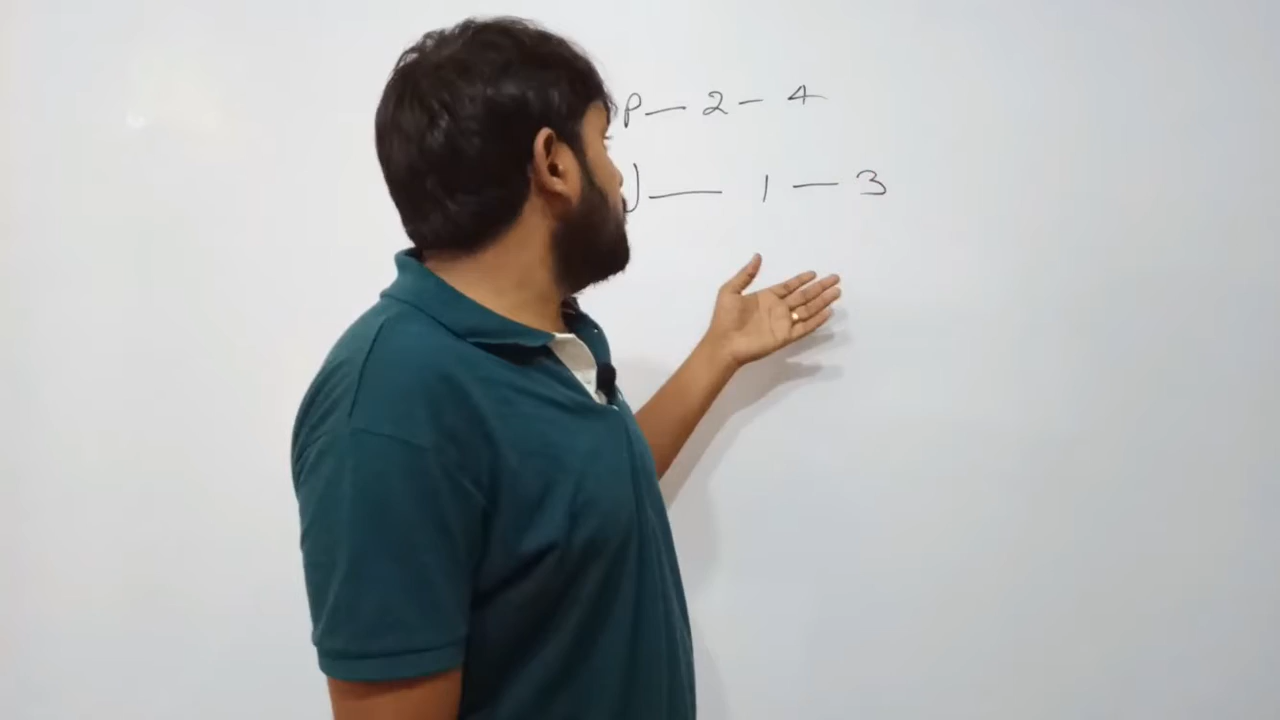 P — 2 - 4
— 1 — 3